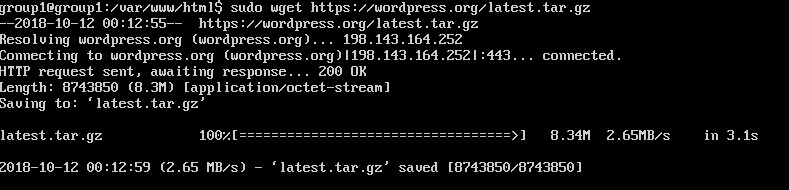 group1@group1:/var/www/html$ sudo wget https://wordpress.org/latest.tar.gz
--2018-10-12 00:12:55--  https://wordpress.org/latest.tar.gz
Resolving wordpress.org (wordpress.org)... 198.143.164.252
Connecting to wordpress.org (wordpress.org)|198.143.164.252|:443... connected.
HTTP request sent, awaiting response... 200 OK
Length: 8743850 (8.3M) [application/octet-stream]
Saving to: ‘latest.tar.gz’
latest.tar.gz       100%[==================================>]   8.34M  2.65MB/s    in 3.1s
2018-10-12 00:12:59 (2.65 MB/s) - ‘latest.tar.gz’ saved [8743850/8743850]